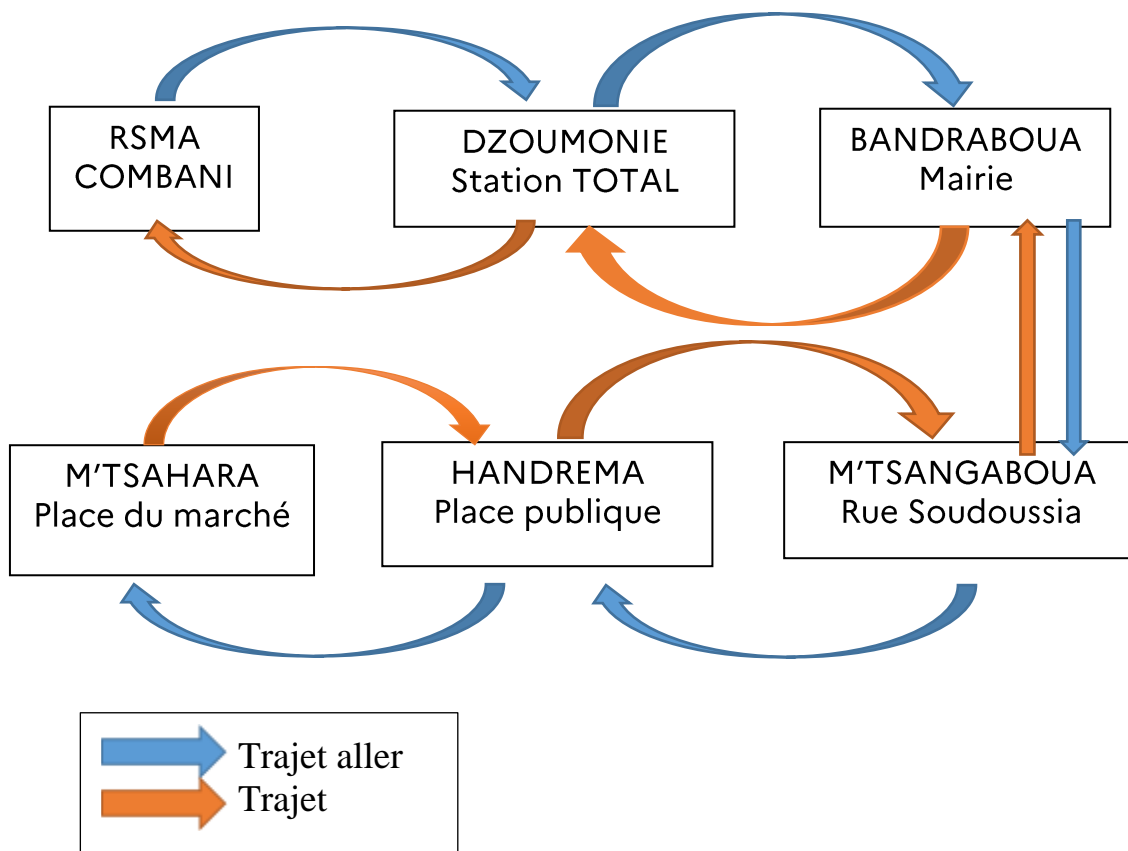 RSMA
COMBANI
DZOUMONIE
Station TOTAL
BANDRABOUA
Mairie
M'TSAHARA
Place du marché
HANDREMA
Place publique
M'TSANGABOUA
Rue Soudoussia
Trajet aller
Trajet